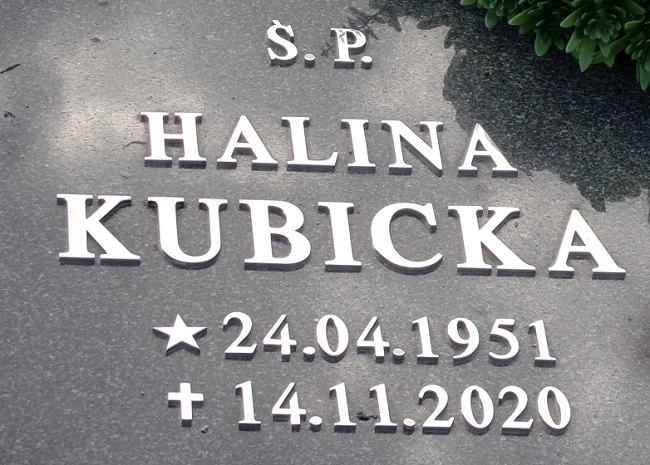 Ś. P.
HALINA
KUBICKA
★ 24.04.1951
✝ 14.11.2020